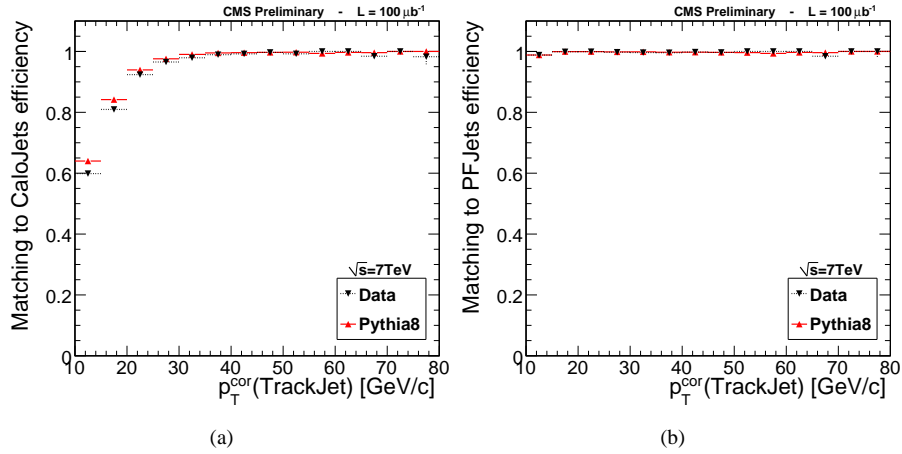 CMS Preliminary - L = 100 μb⁻¹
Matching to CaloJets efficiency
1
0.8
0.6
0.4
0.2
0
√s=7TeV
Data
Pythia8
10 20 30 40 50 60 70 80
p_T^cor(TrackJet) [GeV/c]
(a)
CMS Preliminary - L = 100 μb⁻¹
Matching to PFJets efficiency
1
0.8
0.6
0.4
0.2
0
√s=7TeV
Data
Pythia8
10 20 30 40 50 60 70 80
p_T^cor(TrackJet) [GeV/c]
(b)